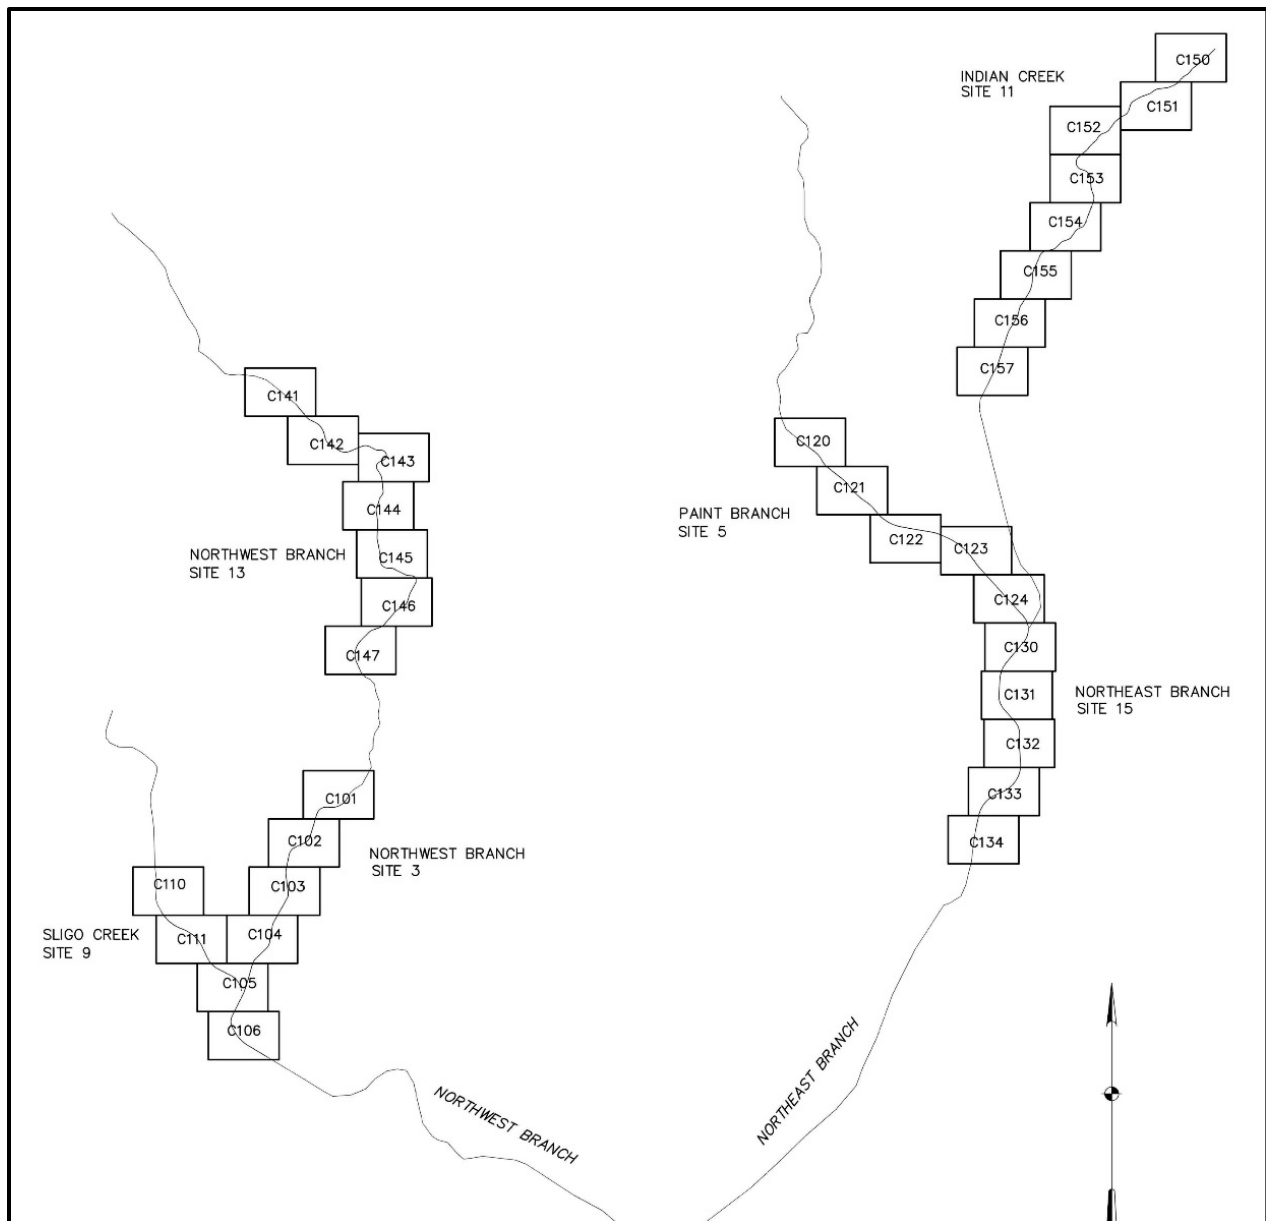 C150
INDIAN CREEK
SITE 11
C151
C152
C153
C154
C155
C156
C157
C141
C142
C143
C144
NORTHWEST BRANCH
SITE 13
C145
C146
C147
C120
C121
PAINT BRANCH
SITE 5
C122
C123
C124
C130
C131
NORTHEAST BRANCH
SITE 15
C132
C133
C134
C101
C102
NORTHWEST BRANCH
SITE 3
C103
C110
C104
C111
SLIGO CREEK
SITE 9
C105
C106
NORTHWEST BRANCH
NORTHEAST BRANCH